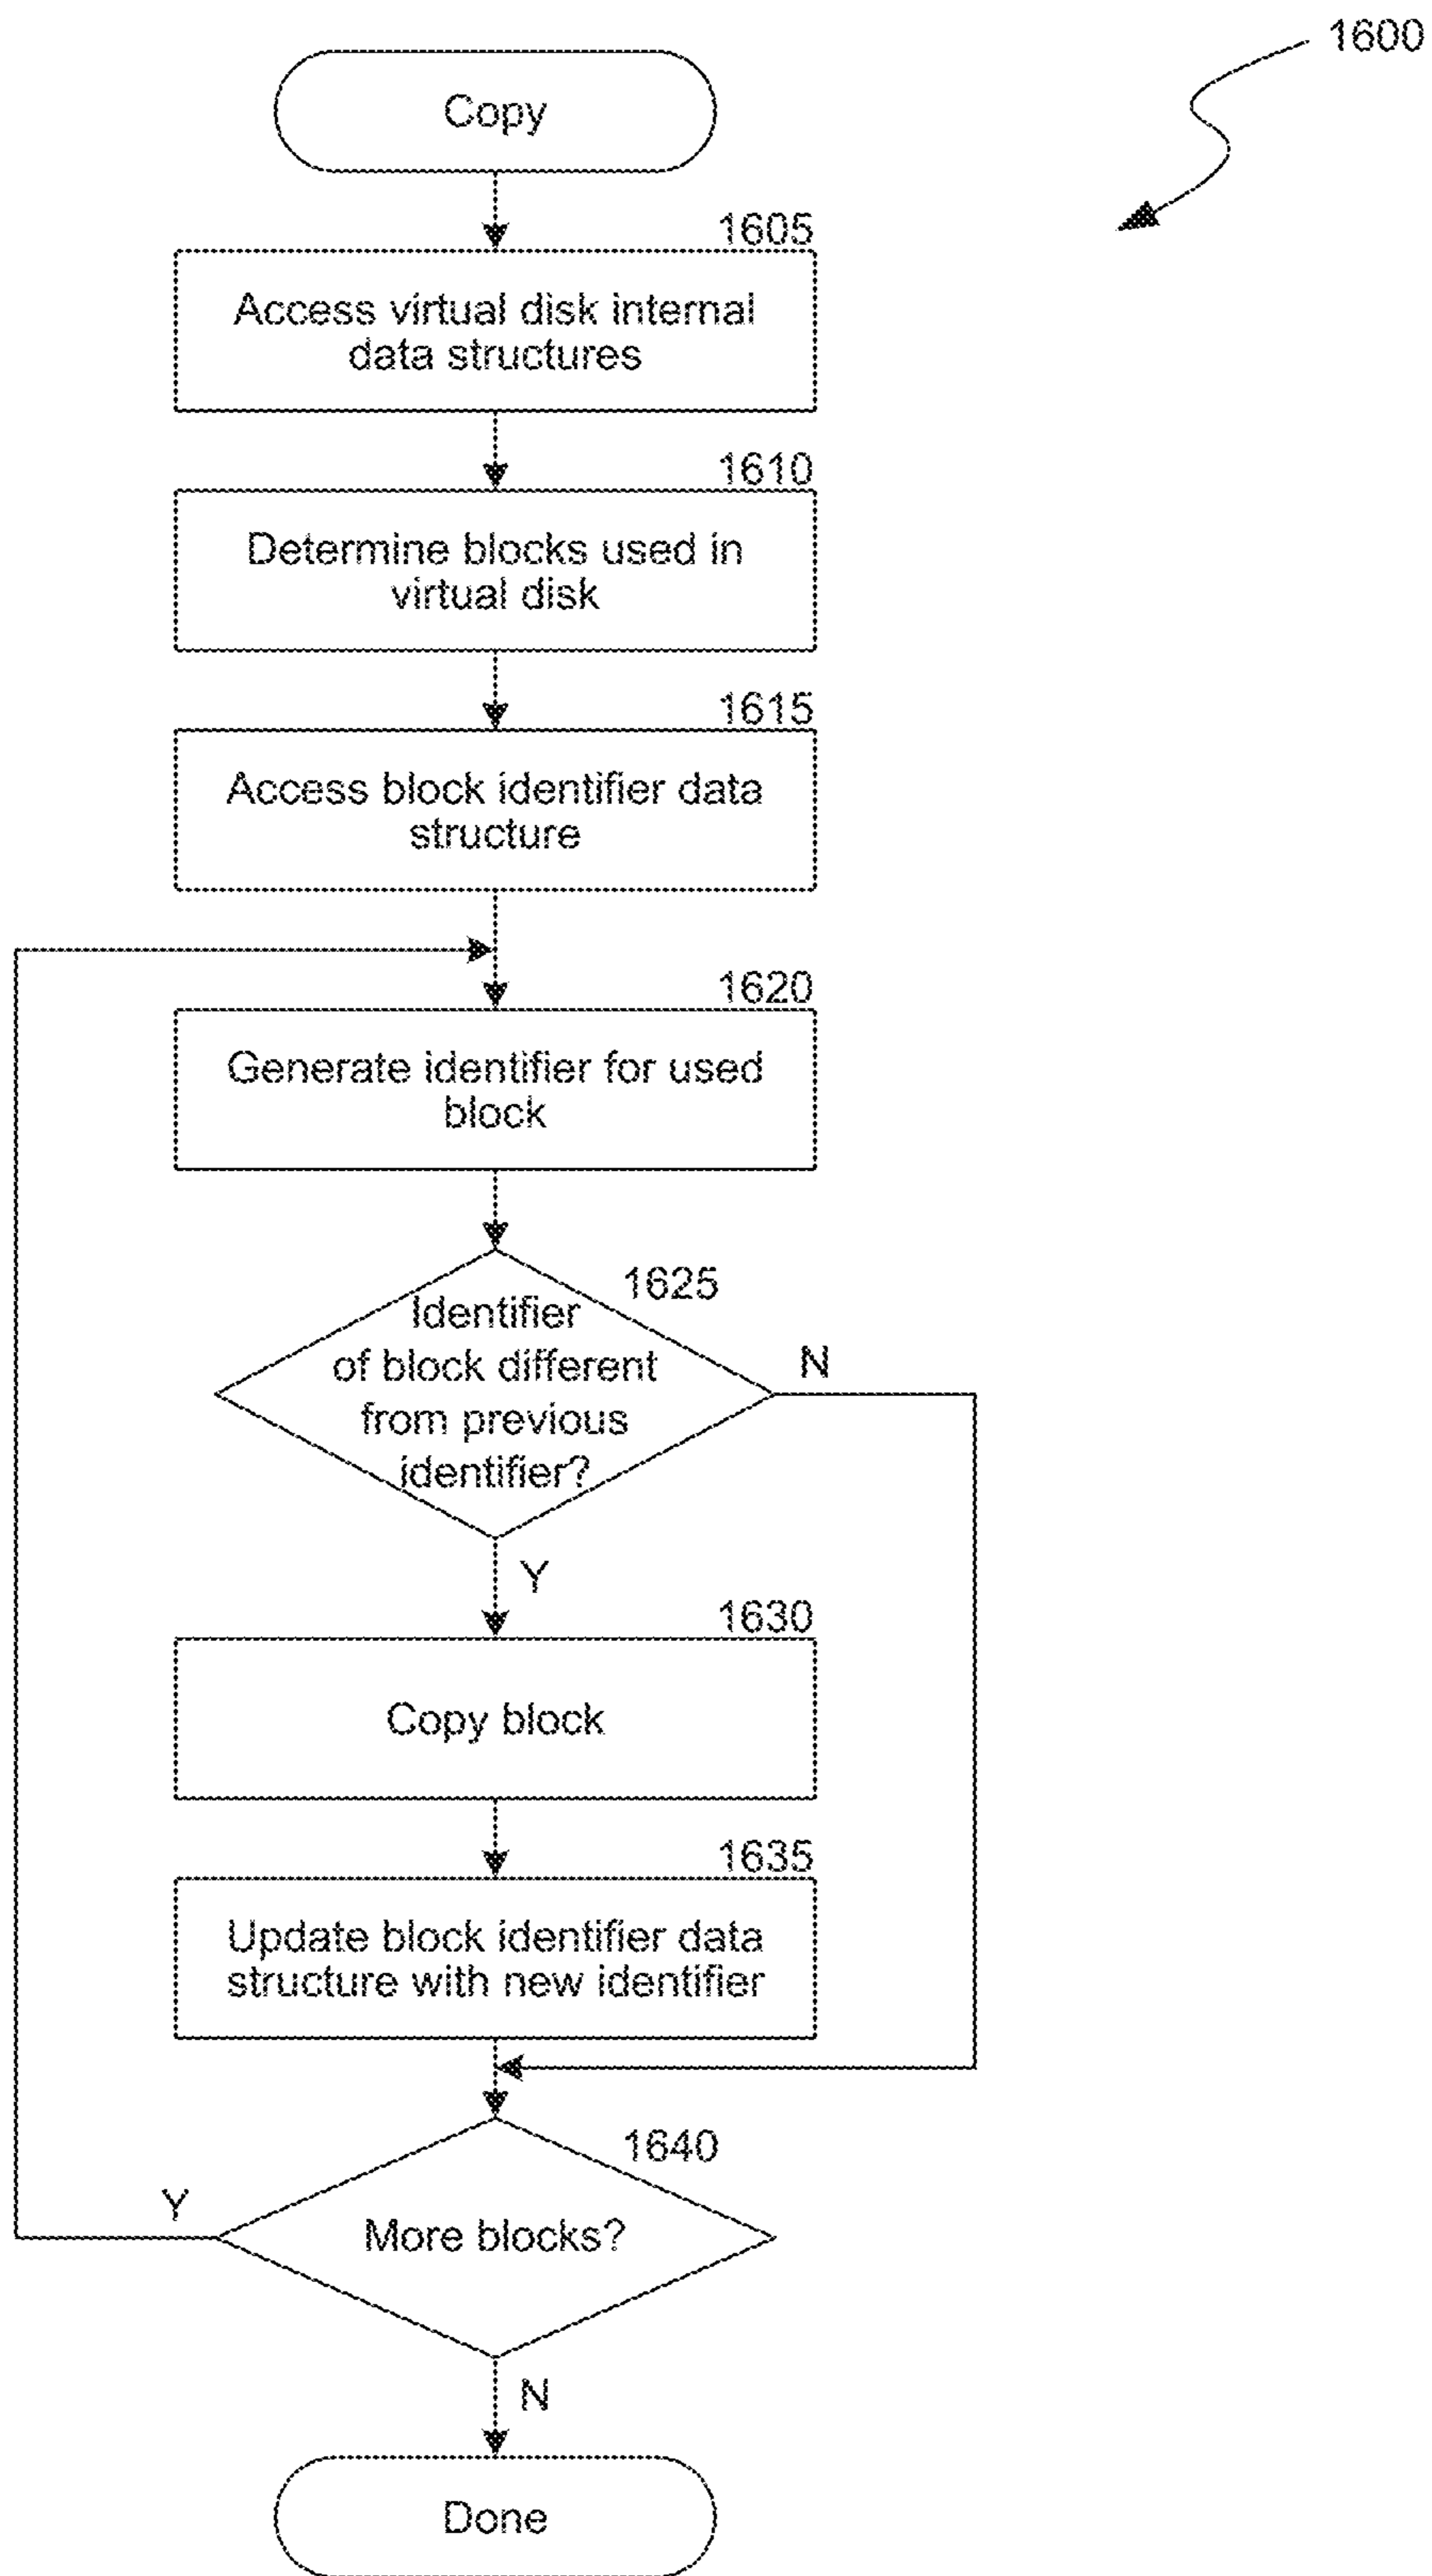 1600
Copy
1605
Access virtual disk internal
data structures
1610
Determine blocks used in
virtual disk
1615
Access block identifier data
structure
1620
Generate identifier for used
block
1625
Identifier
of block different
from previous
identifier?
N
Y
1630
Copy block
1635
Update block identifier data
structure with new identifier
1640
Y
More blocks?
N
Done